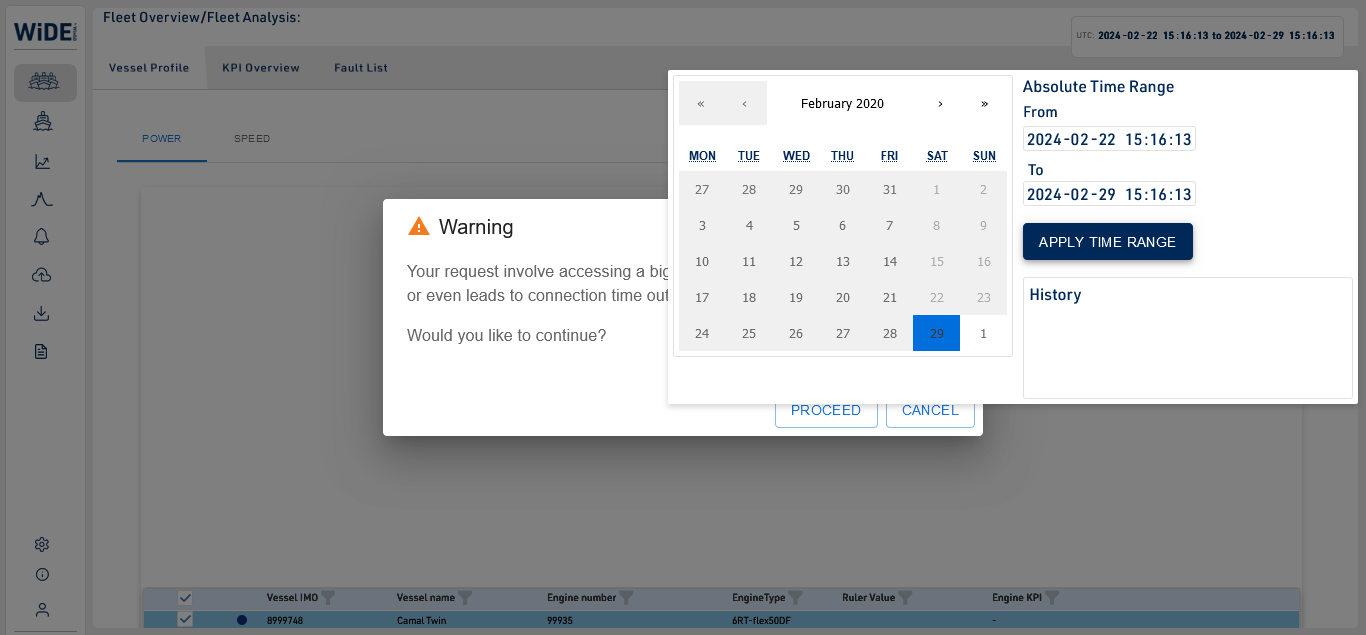 WiDE
Fleet Overview/Fleet Analysis:
UTC: 2024-02-22 15:16:13 to 2024-02-29 15:16:13
Vessel Profile KPI Overview Fault List
POWER SPEED
Warning
Your request involve accessing a big
or even leads to connection time out
Would you like to continue?
PROCEED CANCEL
« ‹ February 2020 › »
MON TUE WED THU FRI SAT SUN
27 28 29 30 31 1 2
3 4 5 6 7 8 9
10 11 12 13 14 15 16
17 18 19 20 21 22 23
24 25 26 27 28 29 1
Absolute Time Range
From
2024-02-22 15:16:13
To
2024-02-29 15:16:13
APPLY TIME RANGE
History
Vessel IMO Vessel name Engine number EngineType Ruler Value Engine KPI
8999748 Camal Twin 99935 6RT-flex50DF -